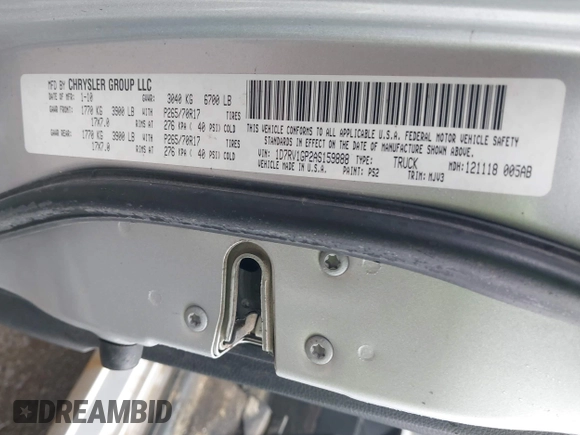 MFD BY CHRYSLER GROUP LLC
DATE OF MFR: 1-10 GVWR: 3040 KG 6700 LB
GAWR FRONT: 1770 KG 3900 LB WITH P265/70R17
17X7.0 RIMS AT 276 KPA ( 40 PSI) COLD
GAWR REAR: 1770 KG 3900 LB WITH P265/70R17
17X7.0 RIMS AT 276 KPA ( 40 PSI) COLD
THIS VEHICLE CONFORMS TO ALL APPLICABLE U.S.A. FEDERAL MOTOR VEHICLE SAFETY
STANDARDS IN EFFECT ON THE DATE OF MANUFACTURE SHOWN ABOVE.
VIN: 1D7RV1GP2AS159888 TYPE: TRUCK MDH: 121118 005AB
VEHICLE MADE IN U.S.A. PAINT: PS2 TRIM: MJV3
DREAMBID